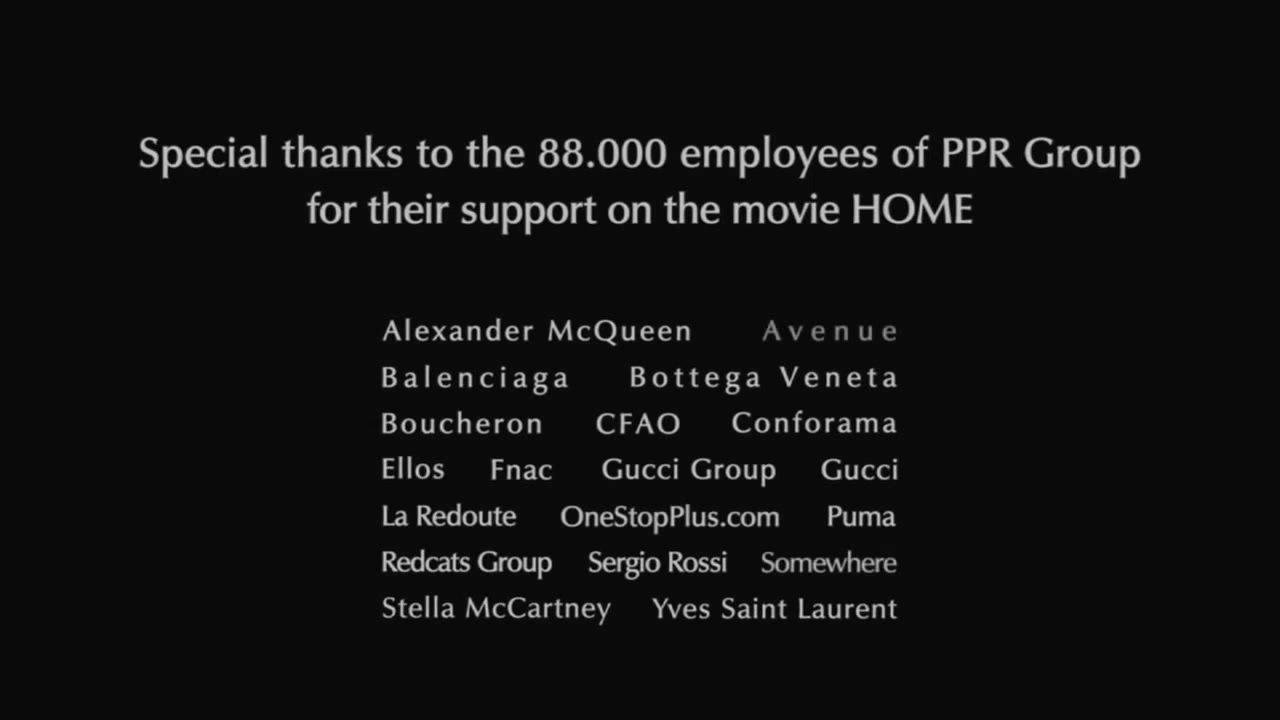 Special thanks to the 88.000 employees of PPR Group
for their support on the movie HOME
Alexander McQueen Avenue
Balenciaga Bottega Veneta
Boucheron CFAO Conforama
Ellos Fnac Gucci Group Gucci
La Redoute OneStopPlus.com Puma
Redcats Group Sergio Rossi Somewhere
Stella McCartney Yves Saint Laurent